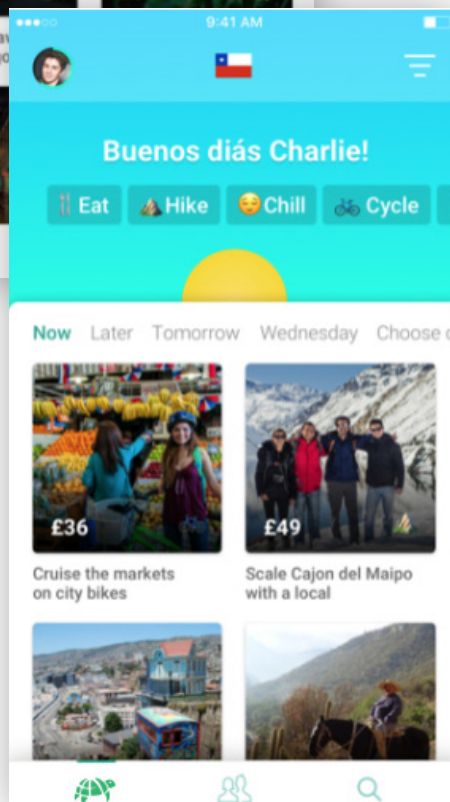 9:41 AM
Buenos diás Charlie!
Eat Hike Chill Cycle
Now Later Tomorrow Wednesday Choose
£36 £49
Cruise the markets
on city bikes
Scale Cajon del Maipo
with a local